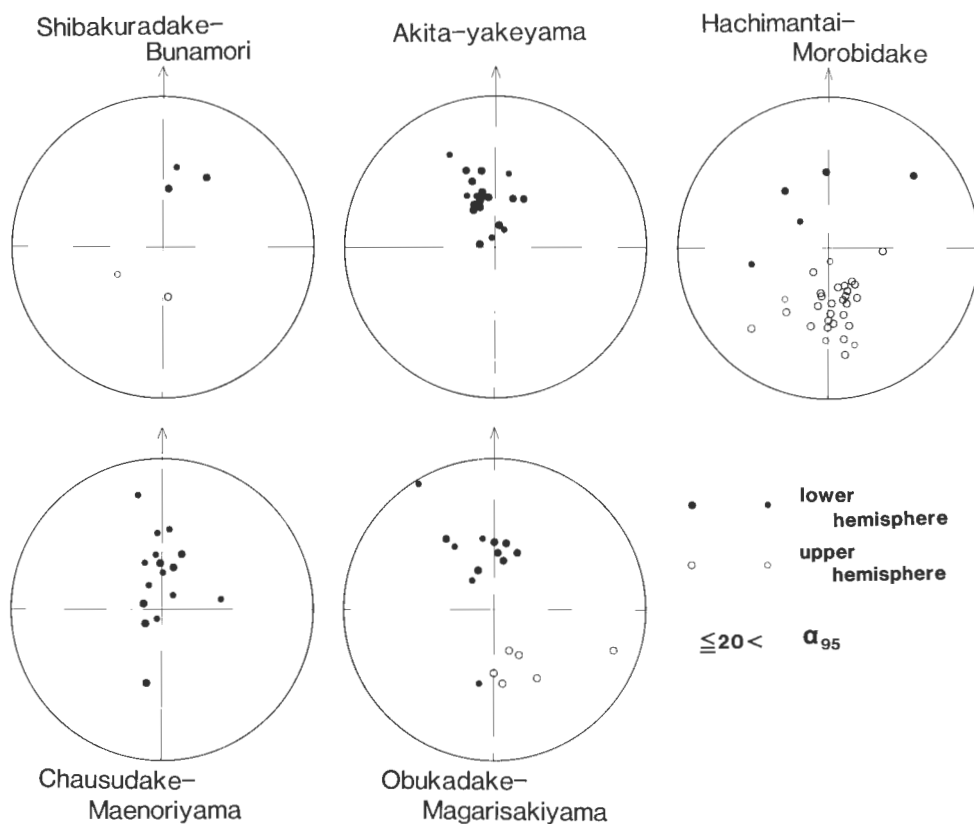 Shibakuradake-
Bunamori
Akita-yakeyama
Hachimantai-
Morobidake
lower
hemisphere
upper
hemisphere
≦20< α95
Chausudake-
Maenoriyama
Obukadake-
Magarisakiyama